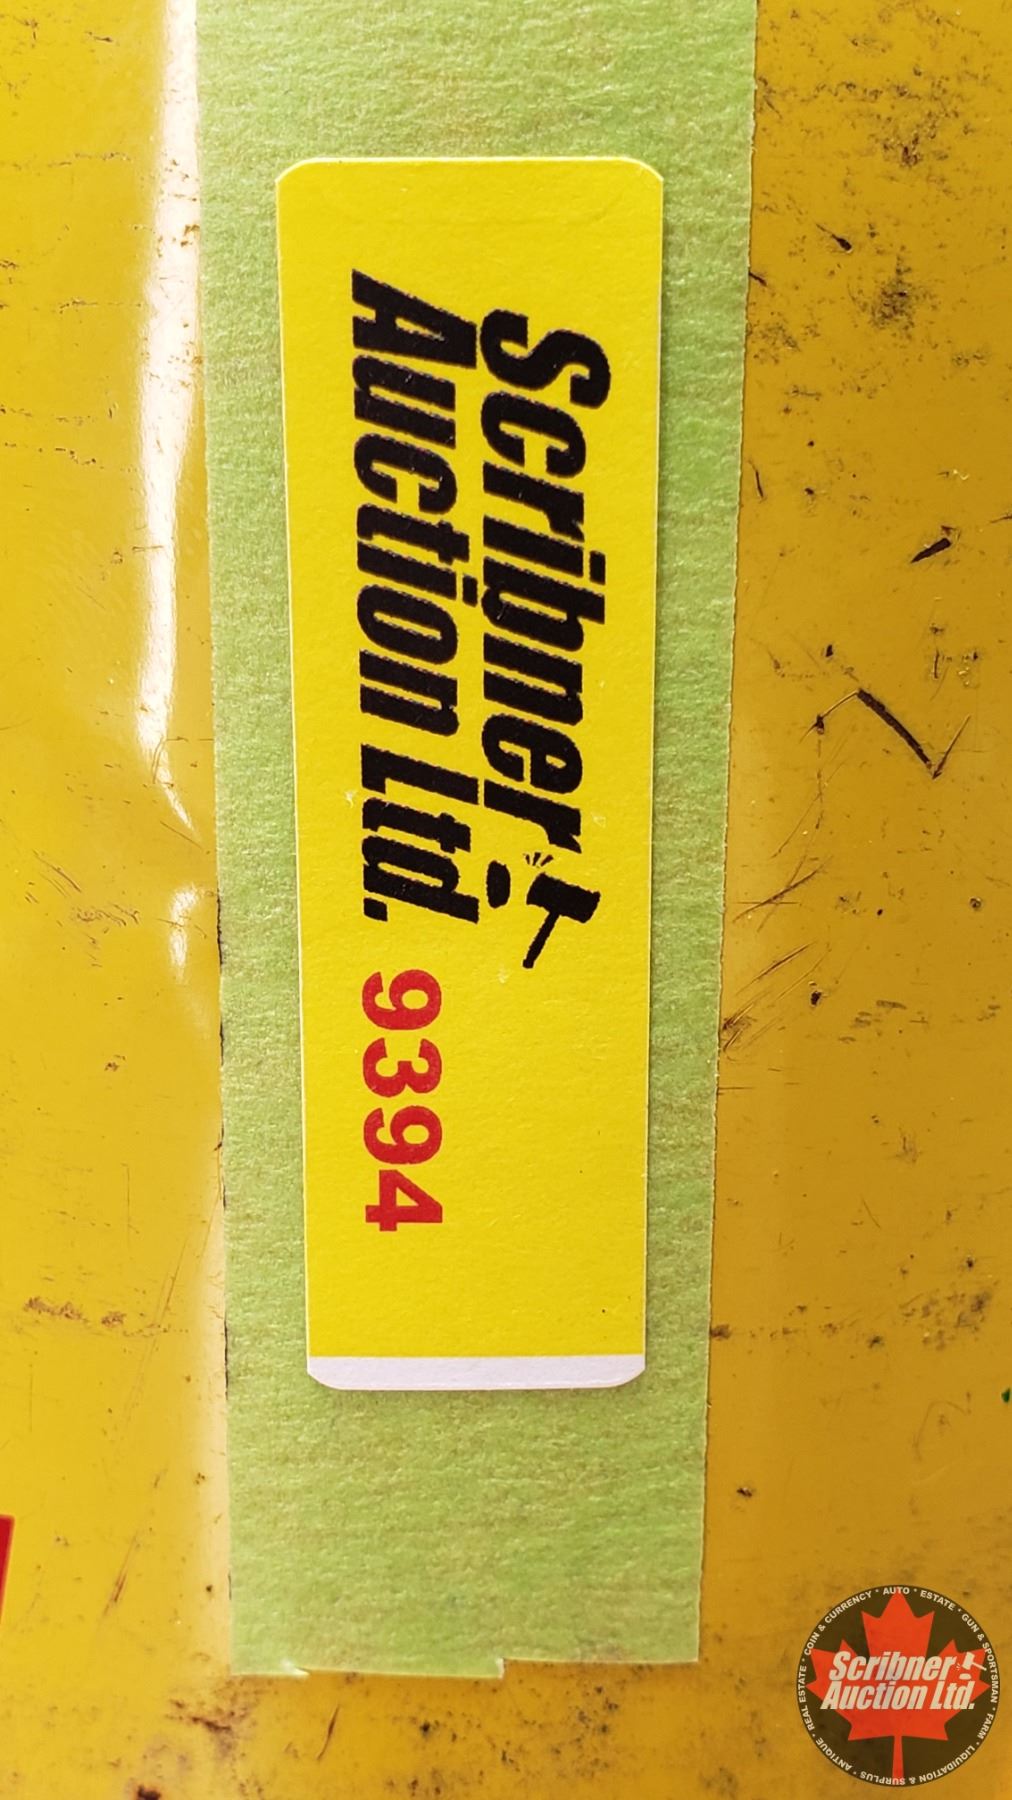 Scribner
Auction Ltd. 9394
COIN & CURRENCY * AUTO * ESTATE * GUN & SPORTSMAN * FARM * LIQUIDATION & SURPLUS * ANTIQUE * REAL ESTATE *
Scribner
Auction Ltd.